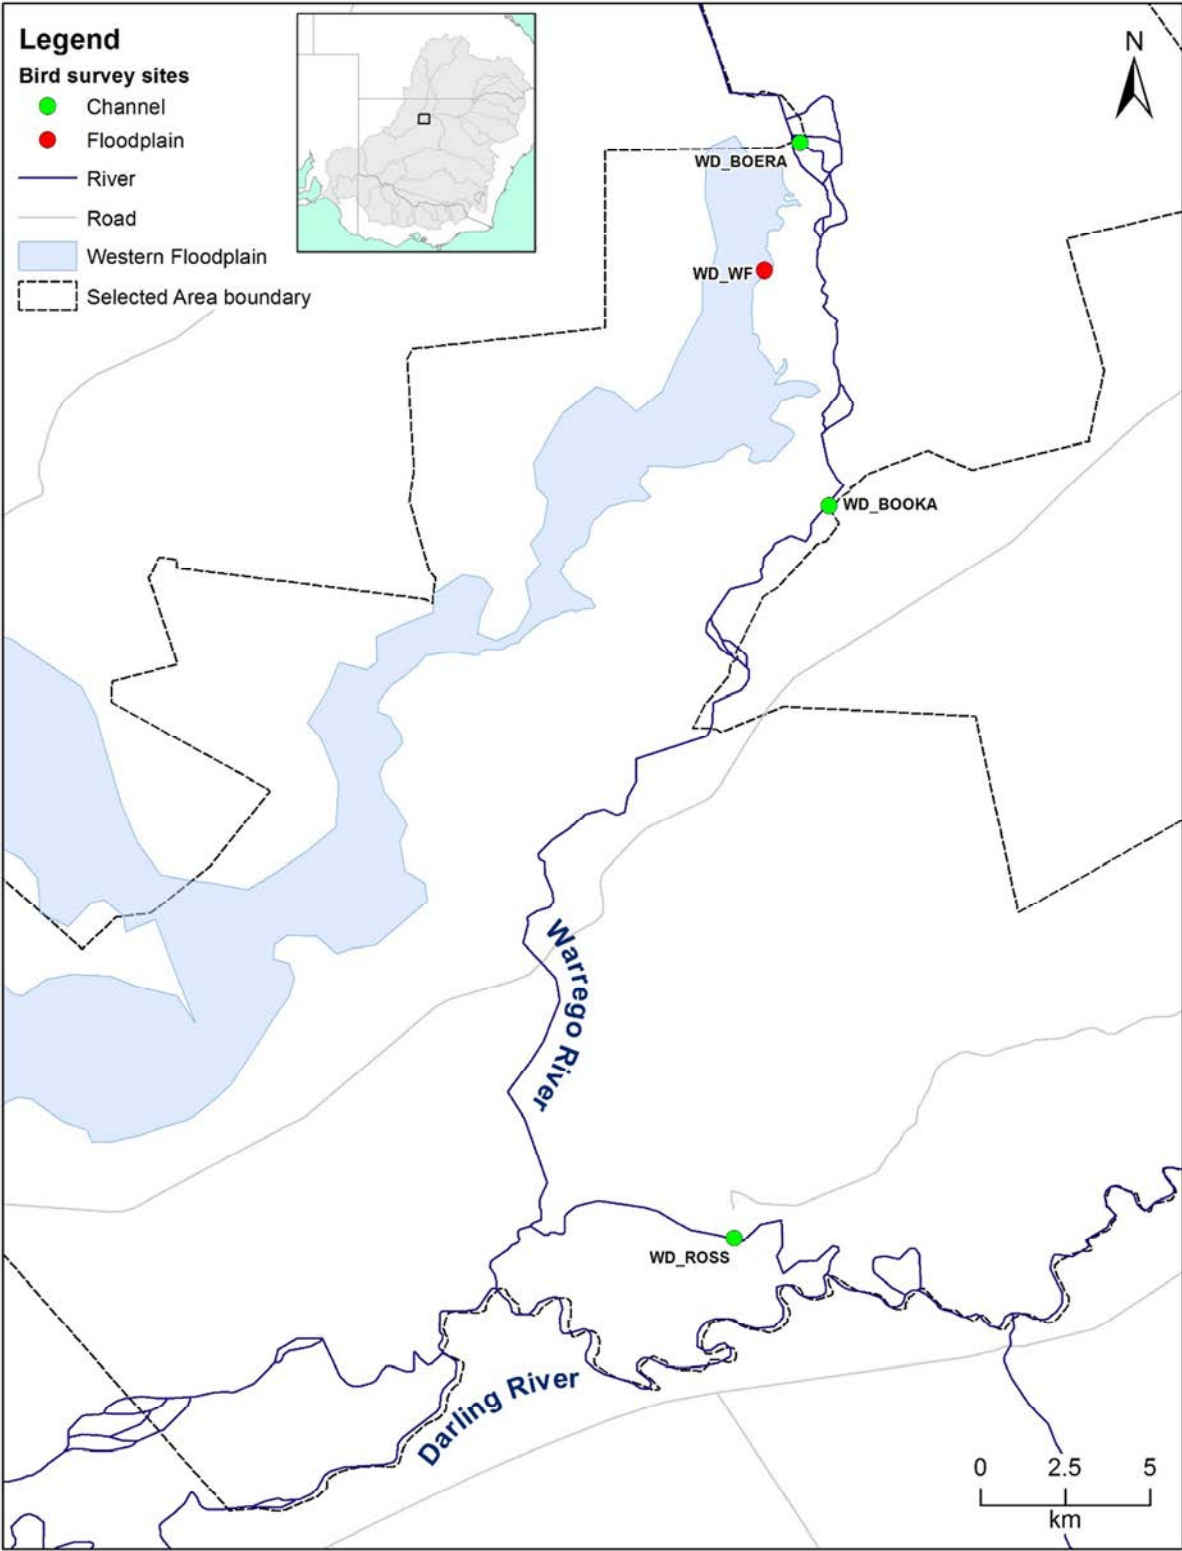 Legend
Bird survey sites
Channel
Floodplain
River
Road
Western Floodplain
Selected Area boundary
N
WD_BOERA
WD_WF
WD_BOOKA
Warrego River
WD_ROSS
Darling River
0 2.5 5
km